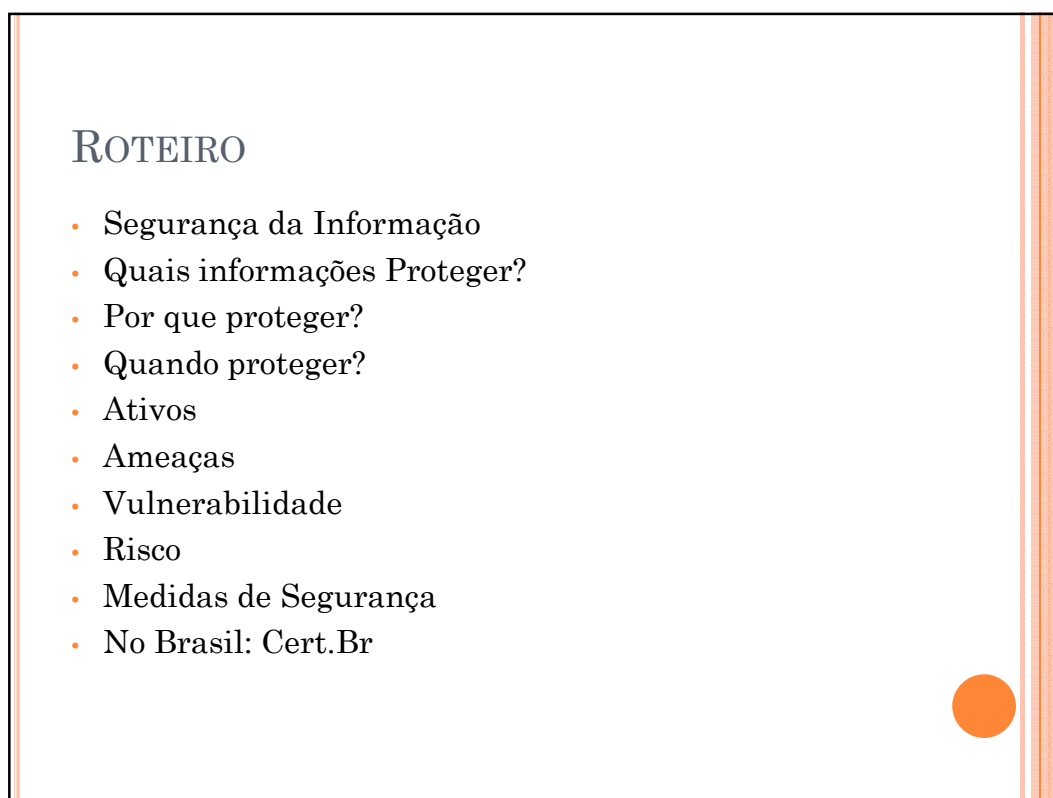 ROTEIRO
• Segurança da Informação
• Quais informações Proteger?
• Por que proteger?
• Quando proteger?
• Ativos
• Ameaças
• Vulnerabilidade
• Risco
• Medidas de Segurança
• No Brasil: Cert.Br